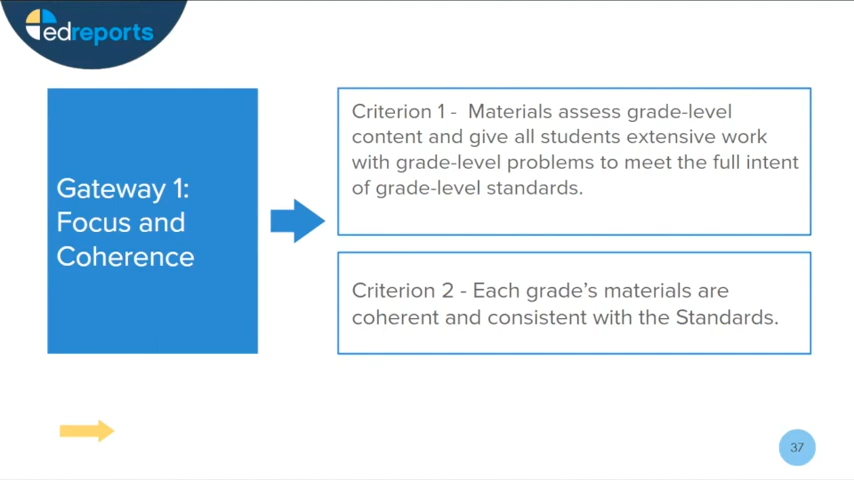 edreports
Gateway 1:
Focus and
Coherence
Criterion 1 - Materials assess grade-level
content and give all students extensive work
with grade-level problems to meet the full intent
of grade-level standards.
Criterion 2 - Each grade’s materials are
coherent and consistent with the Standards.
37